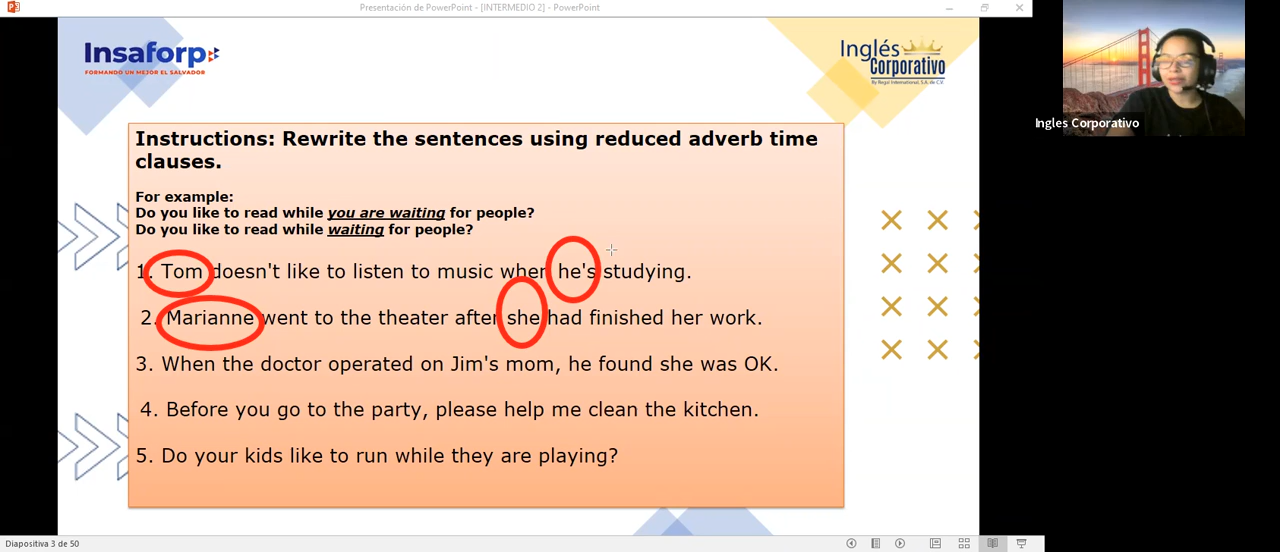 Presentación de PowerPoint - [INTERMEDIO 2] - PowerPoint
Insaforp
FORMANDO UN MEJOR EL SALVADOR
Inglés
Corporativo
By Regal International, S.A. de C.V.
Ingles Corporativo
Instructions: Rewrite the sentences using reduced adverb time
clauses.
For example:
Do you like to read while you are waiting for people?
Do you like to read while waiting for people?
1. Tom doesn't like to listen to music when he's studying.
2. Marianne went to the theater after she had finished her work.
3. When the doctor operated on Jim's mom, he found she was OK.
4. Before you go to the party, please help me clean the kitchen.
5. Do your kids like to run while they are playing?
Diapositiva 3 de 50